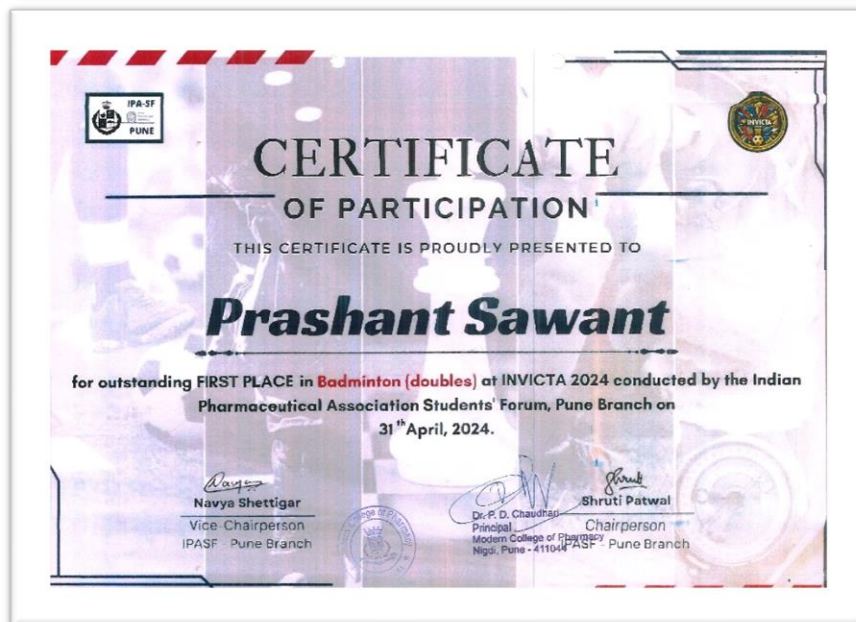 IPA-SF
PUNE
INVICTA
CERTIFICATE
OF PARTICIPATION
THIS CERTIFICATE IS PROUDLY PRESENTED TO
Prashant Sawant
for outstanding FIRST PLACE in Badminton (doubles) at INVICTA 2024 conducted by the Indian
Pharmaceutical Association Students' Forum, Pune Branch on
31th April, 2024.
Navya Shettigar
Vice-Chairperson
IPASF - Pune Branch
Dr. P. D. Chaudhari
Principal
Modern College of Pharmacy
Nigdi, Pune - 411044
Shruti Patwal
Chairperson
IPASF - Pune Branch